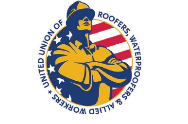 UNITED UNION OF ROOFERS, WATERPROOFERS & ALLIED WORKERS •